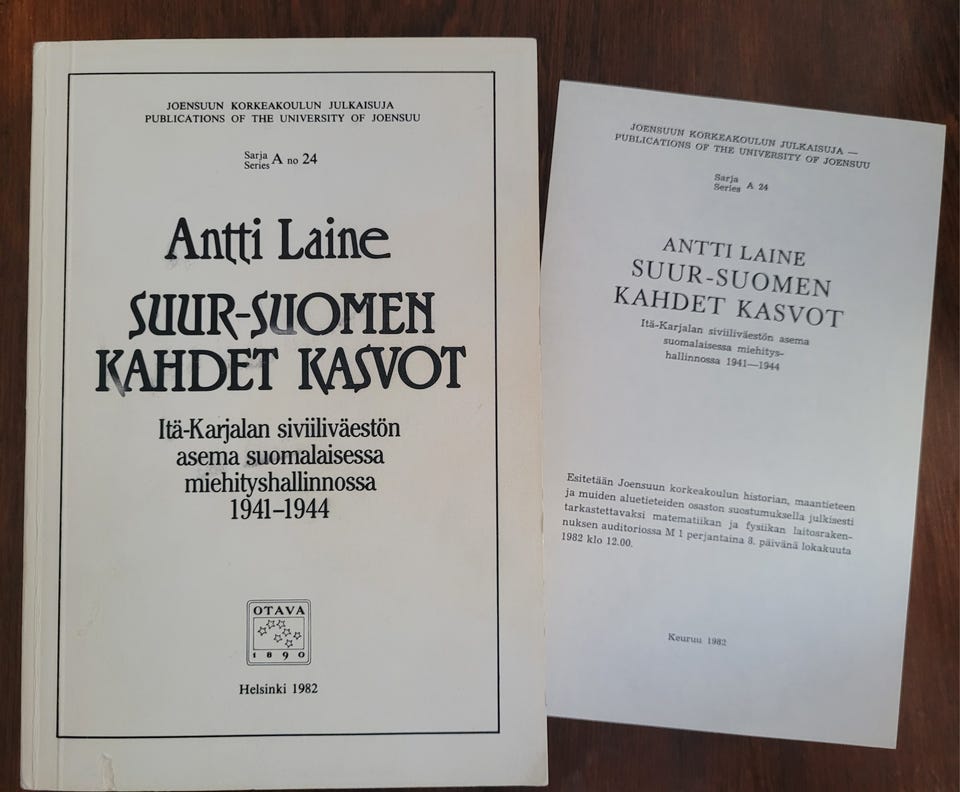 JOENSUUN KORKEAKOULUN JULKAISUJA
PUBLICATIONS OF THE UNIVERSITY OF JOENSUU
Sarja
Series A no 24
Antti Laine
SUUR-SUOMEN
KAHDET KASVOT
Itä-Karjalan siviiliväestön
asema suomalaisessa
miehityshallinnossa
1941–1944
OTAVA
1890
Helsinki 1982
JOENSUUN KORKEAKOULUN JULKAISUJA —
PUBLICATIONS OF THE UNIVERSITY OF JOENSUU
Sarja
Series A 24
ANTTI LAINE
SUUR-SUOMEN
KAHDET KASVOT
Itä-Karjalan siviiliväestön asema
suomalaisessa miehitys-
hallinnossa 1941—1944
Esitetään Joensuun korkeakoulun historian, maantieteen
ja muiden aluetieteiden osaston suostumuksella julkisesti
tarkastettavaksi matematiikan ja fysiikan laitosraken-
nuksen auditoriossa M 1 perjantaina 8. päivänä lokakuuta
1982 klo 12.00.
Keuruu 1982